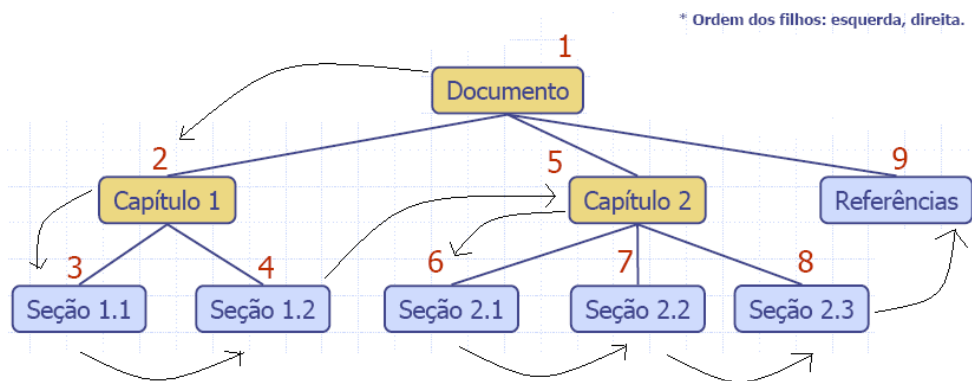 * Ordem dos filhos: esquerda, direita.
1
Documento
2
5
9
Capítulo 1
Capítulo 2
Referências
3
4
6
7
8
Seção 1.1
Seção 1.2
Seção 2.1
Seção 2.2
Seção 2.3